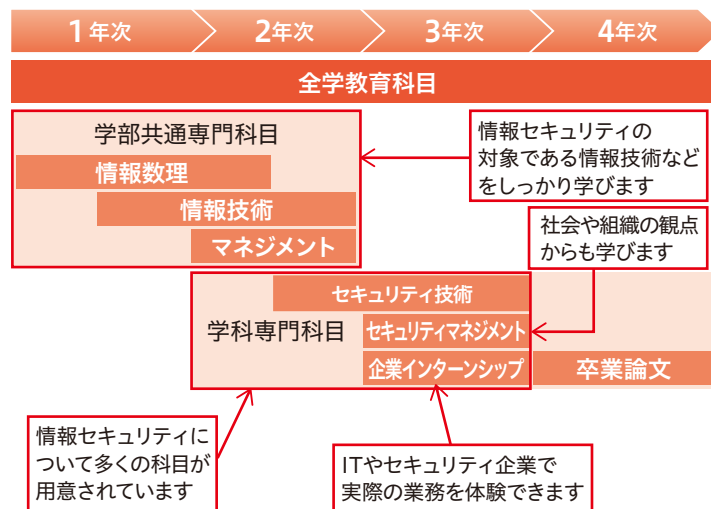 1年次
2年次
3年次
4年次
全学教育科目
学部共通専門科目
情報数理
情報技術
マネジメント
情報セキュリティの
対象である情報技術など
をしっかり学びます
社会や組織の観点
からも学びます
セキュリティ技術
学科専門科目
セキュリティマネジメント
企業インターンシップ
卒業論文
情報セキュリティに
ついて多くの科目が
用意されています
ITやセキュリティ企業で
実際の業務を体験できます